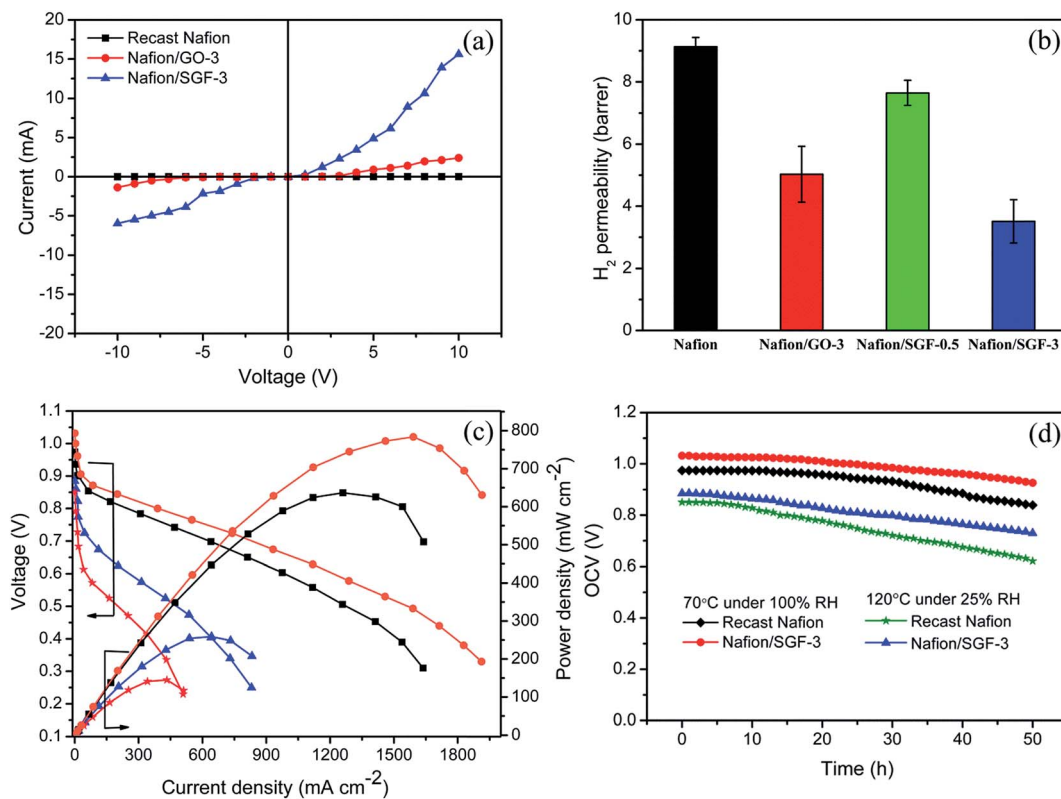 (a)
Recast Nafion
Nafion/GO-3
Nafion/SGF-3
20
15
10
5
0
-5
-10
-15
-20
-10 -5 0 5 10
Current (mA)
Voltage (V)
(b)
10
8
6
4
2
0
H2 permeability (barrer)
Nafion Nafion/GO-3 Nafion/SGF-0.5 Nafion/SGF-3
(c)
1.1
1.0
0.9
0.8
0.7
0.6
0.5
0.4
0.3
0.2
0.1
Voltage (V)
800
700
600
500
400
300
200
100
0
Power density (mW cm-2)
0 300 600 900 1200 1500 1800
Current density (mA cm-2)
(d)
1.2
1.0
0.8
0.6
0.4
0.2
0.0
OCV (V)
70°C under 100% RH 120°C under 25% RH
Recast Nafion Recast Nafion
Nafion/SGF-3 Nafion/SGF-3
0 10 20 30 40 50
Time (h)